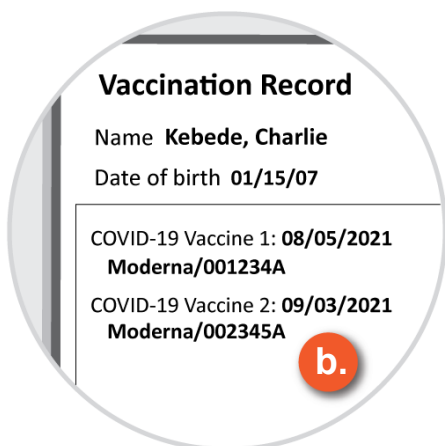 Vaccination Record
Name Kebede, Charlie
Date of birth 01/15/07
COVID-19 Vaccine 1: 08/05/2021
Moderna/001234A
COVID-19 Vaccine 2: 09/03/2021
Moderna/002345A
b.